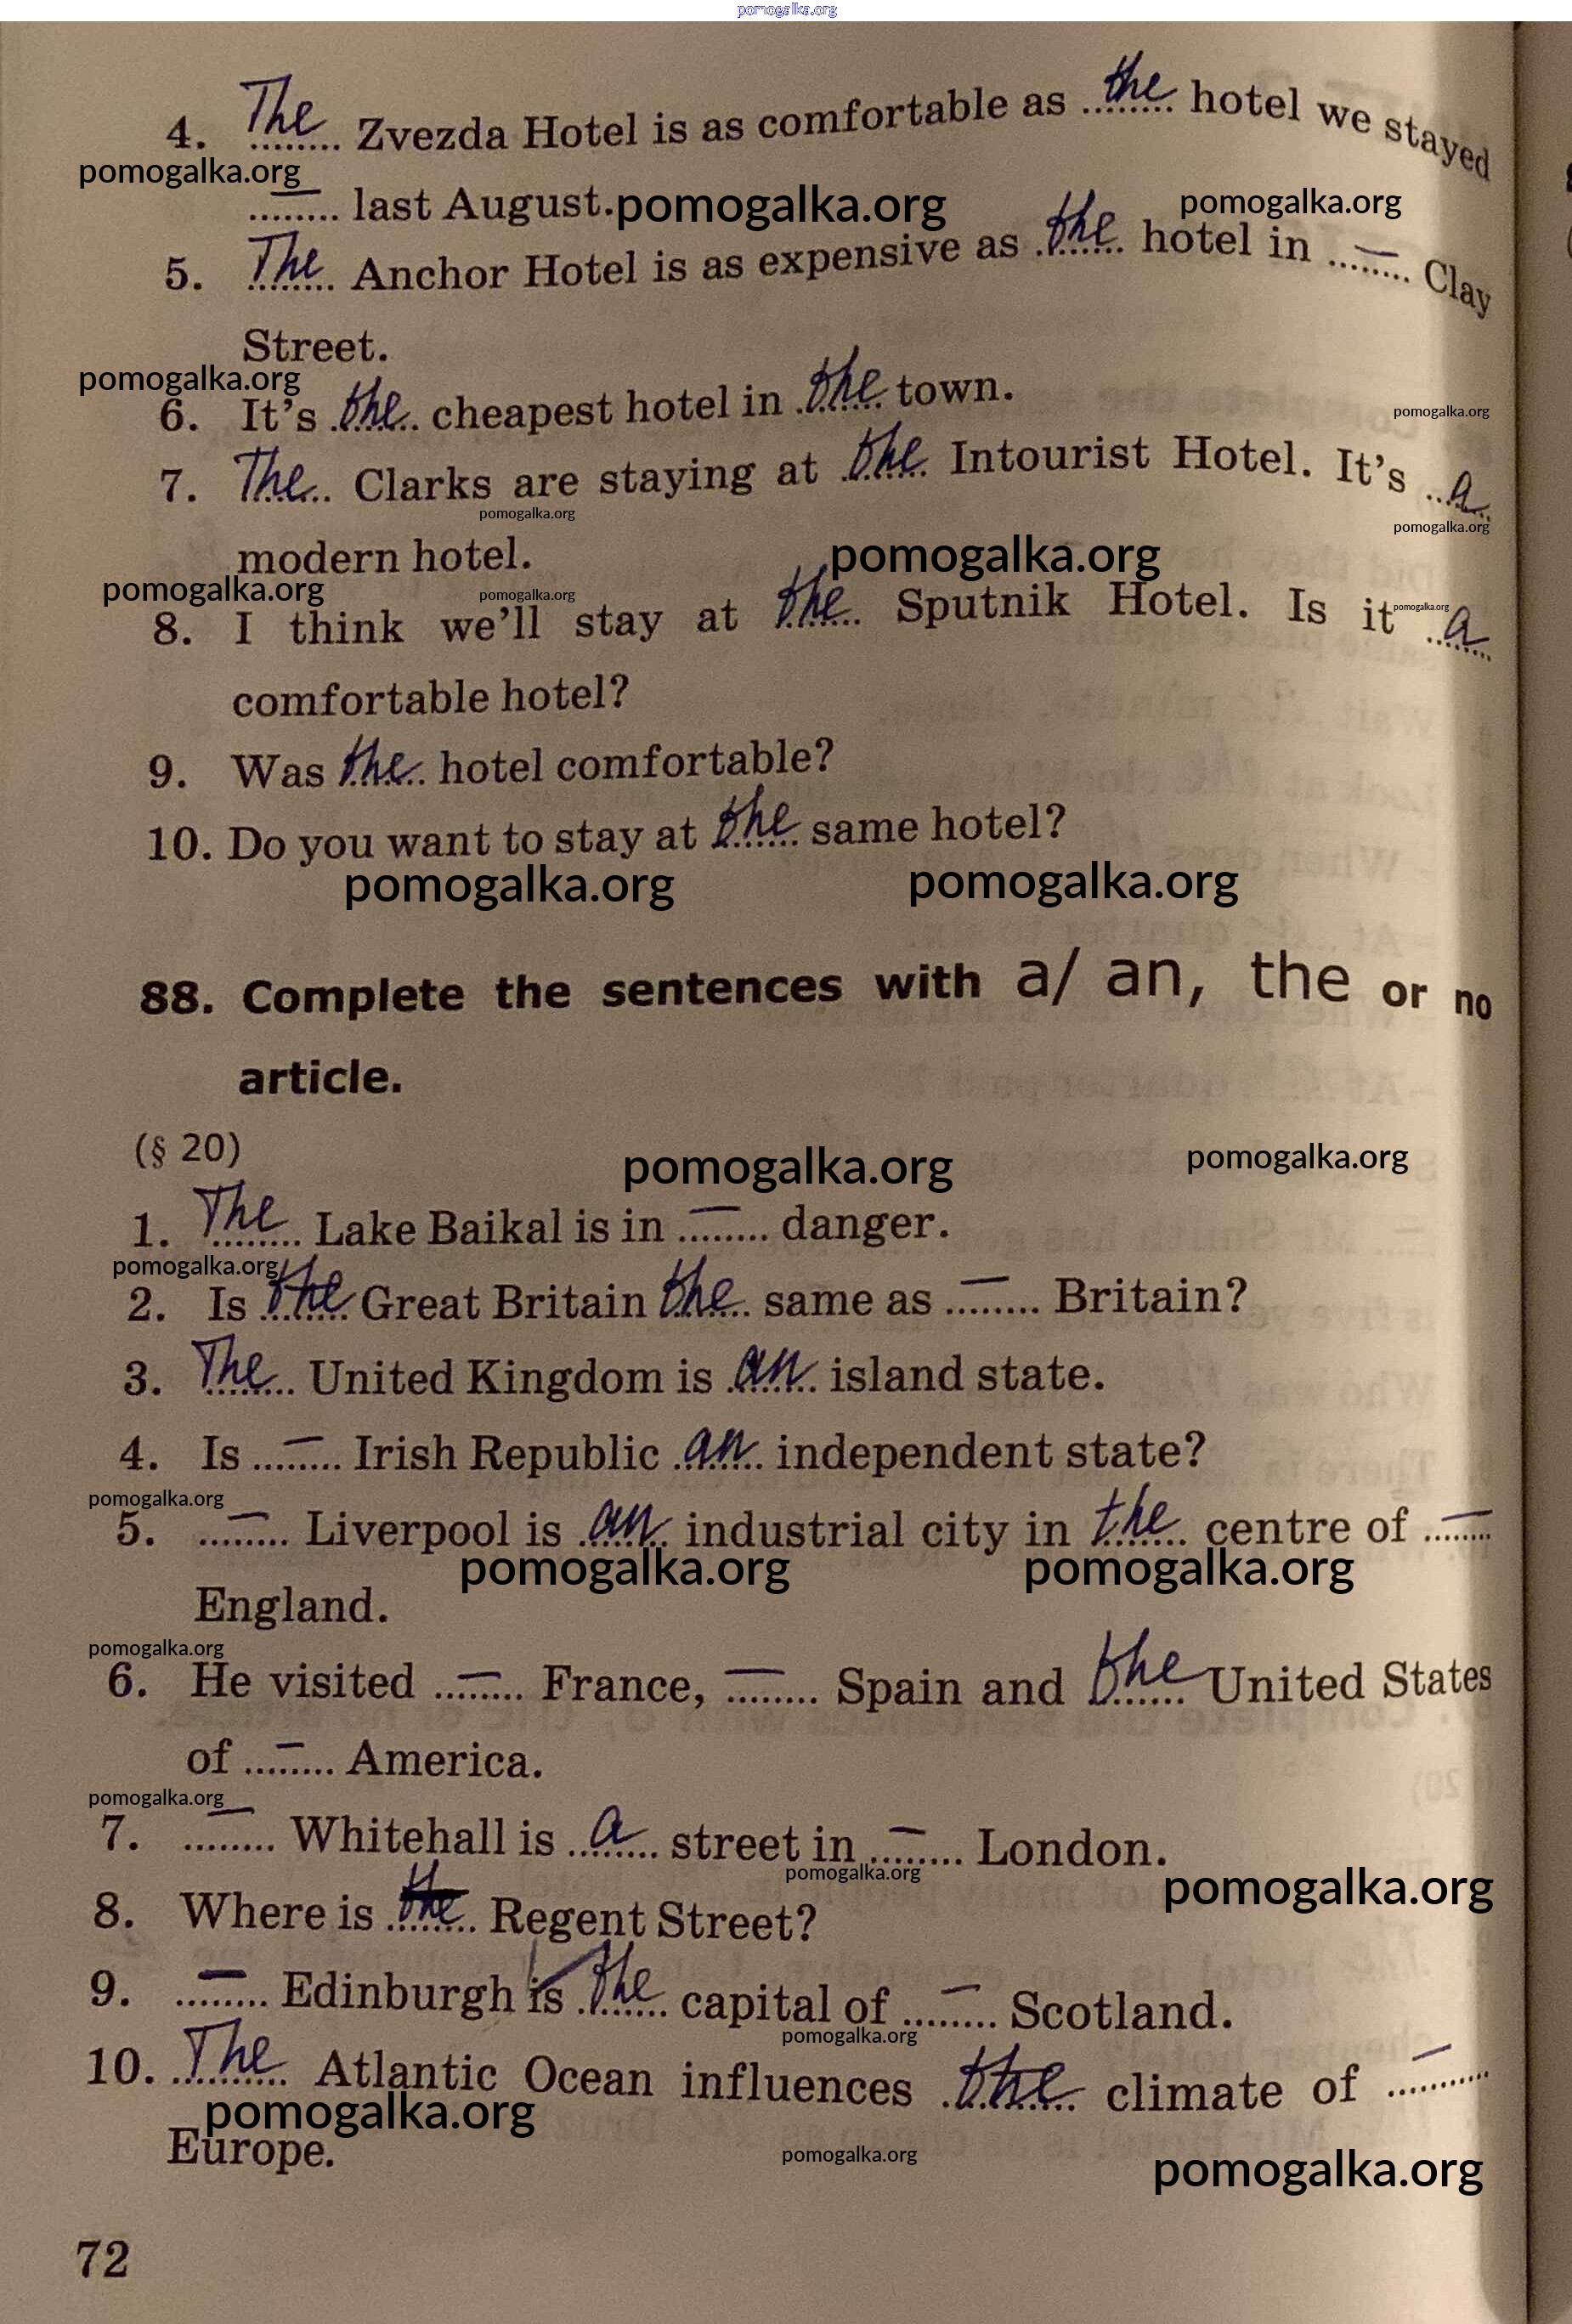 pomogalka.org
4. The Zvezda Hotel is as comfortable as the hotel we stayed
pomogalka.org
........ last August. pomogalka.org pomogalka.org
5. The Anchor Hotel is as expensive as the hotel in ........ Clay
Street.
pomogalka.org
6. It's the cheapest hotel in the town.
pomogalka.org
7. The Clarks are staying at the Intourist Hotel. It's a
pomogalka.org pomogalka.org
modern hotel. pomogalka.org
pomogalka.org pomogalka.org pomogalka.org
8. I think we'll stay at the Sputnik Hotel. Is it a
comfortable hotel?
9. Was the hotel comfortable?
10. Do you want to stay at the same hotel?
pomogalka.org pomogalka.org
88. Complete the sentences with a/ an, the or no
article.
(§ 20)
pomogalka.org pomogalka.org
1. The Lake Baikal is in ........ danger.
pomogalka.org
2. Is the Great Britain the same as ........ Britain?
3. The United Kingdom is an island state.
4. Is ........ Irish Republic an independent state?
pomogalka.org
5. ........ Liverpool is an industrial city in the centre of ........
pomogalka.org pomogalka.org
England.
pomogalka.org
6. He visited ........ France, ........ Spain and the United States
of ........ America.
pomogalka.org
7. ........ Whitehall is a street in ........ London.
pomogalka.org pomogalka.org
8. Where is the Regent Street?
9. ........ Edinburgh is the capital of ........ Scotland.
pomogalka.org
10. The Atlantic Ocean influences the climate of ..........
pomogalka.org
Europe.
pomogalka.org pomogalka.org
72